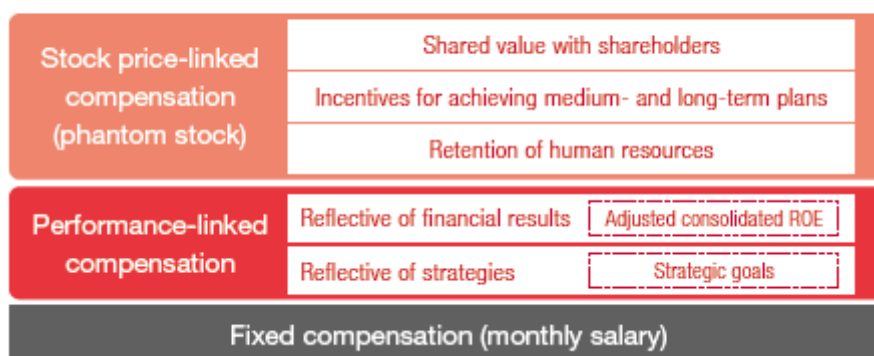 Stock price-linked
compensation
(phantom stock)
Shared value with shareholders
Incentives for achieving medium- and long-term plans
Retention of human resources
Performance-linked
compensation
Reflective of financial results
Adjusted consolidated ROE
Reflective of strategies
Strategic goals
Fixed compensation (monthly salary)